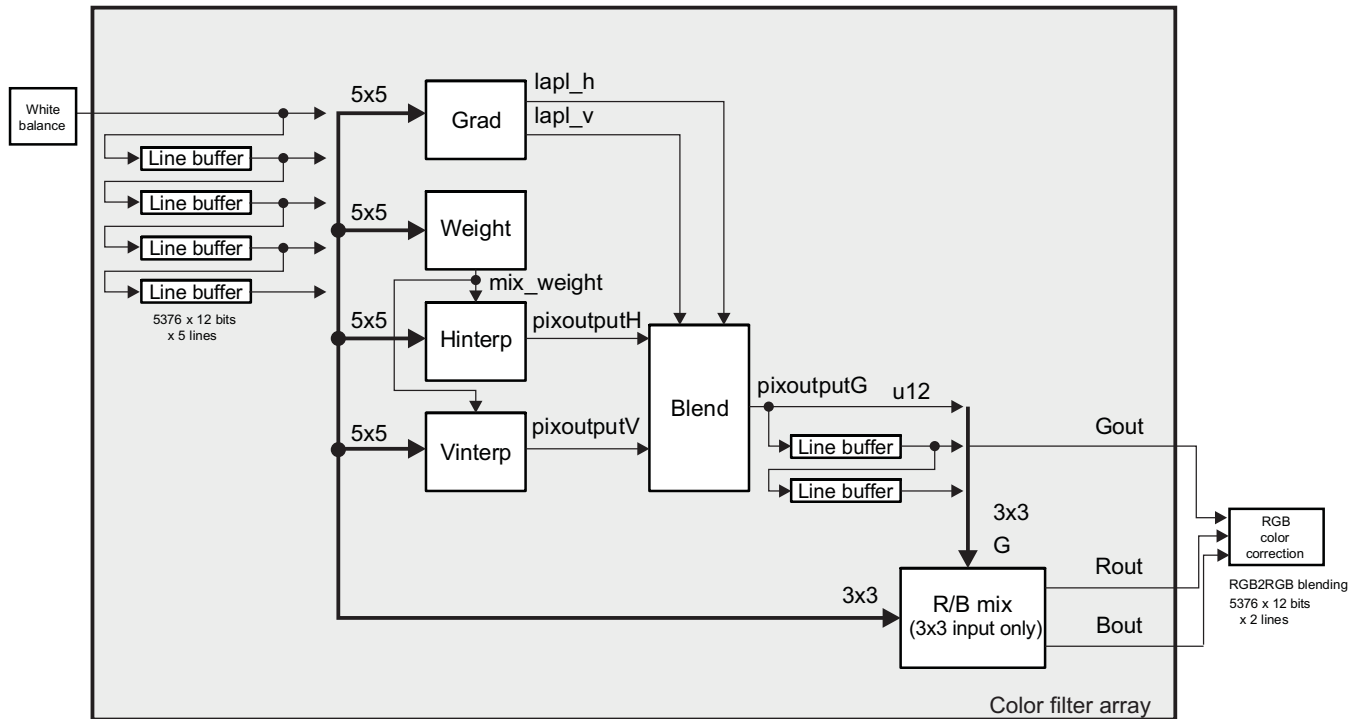 White
balance
Line buffer
Line buffer
Line buffer
Line buffer
5376 x 12 bits
x 5 lines
5x5
Grad
lapl_h
lapl_v
5x5
Weight
mix_weight
5x5
Hinterp
pixoutputH
5x5
Vinterp
pixoutputV
Blend
pixoutputG
u12
Line buffer
Line buffer
Gout
3x3
G
3x3
R/B mix
(3x3 input only)
Rout
Bout
RGB
color
correction
RGB2RGB blending
5376 x 12 bits
x 2 lines
Color filter array